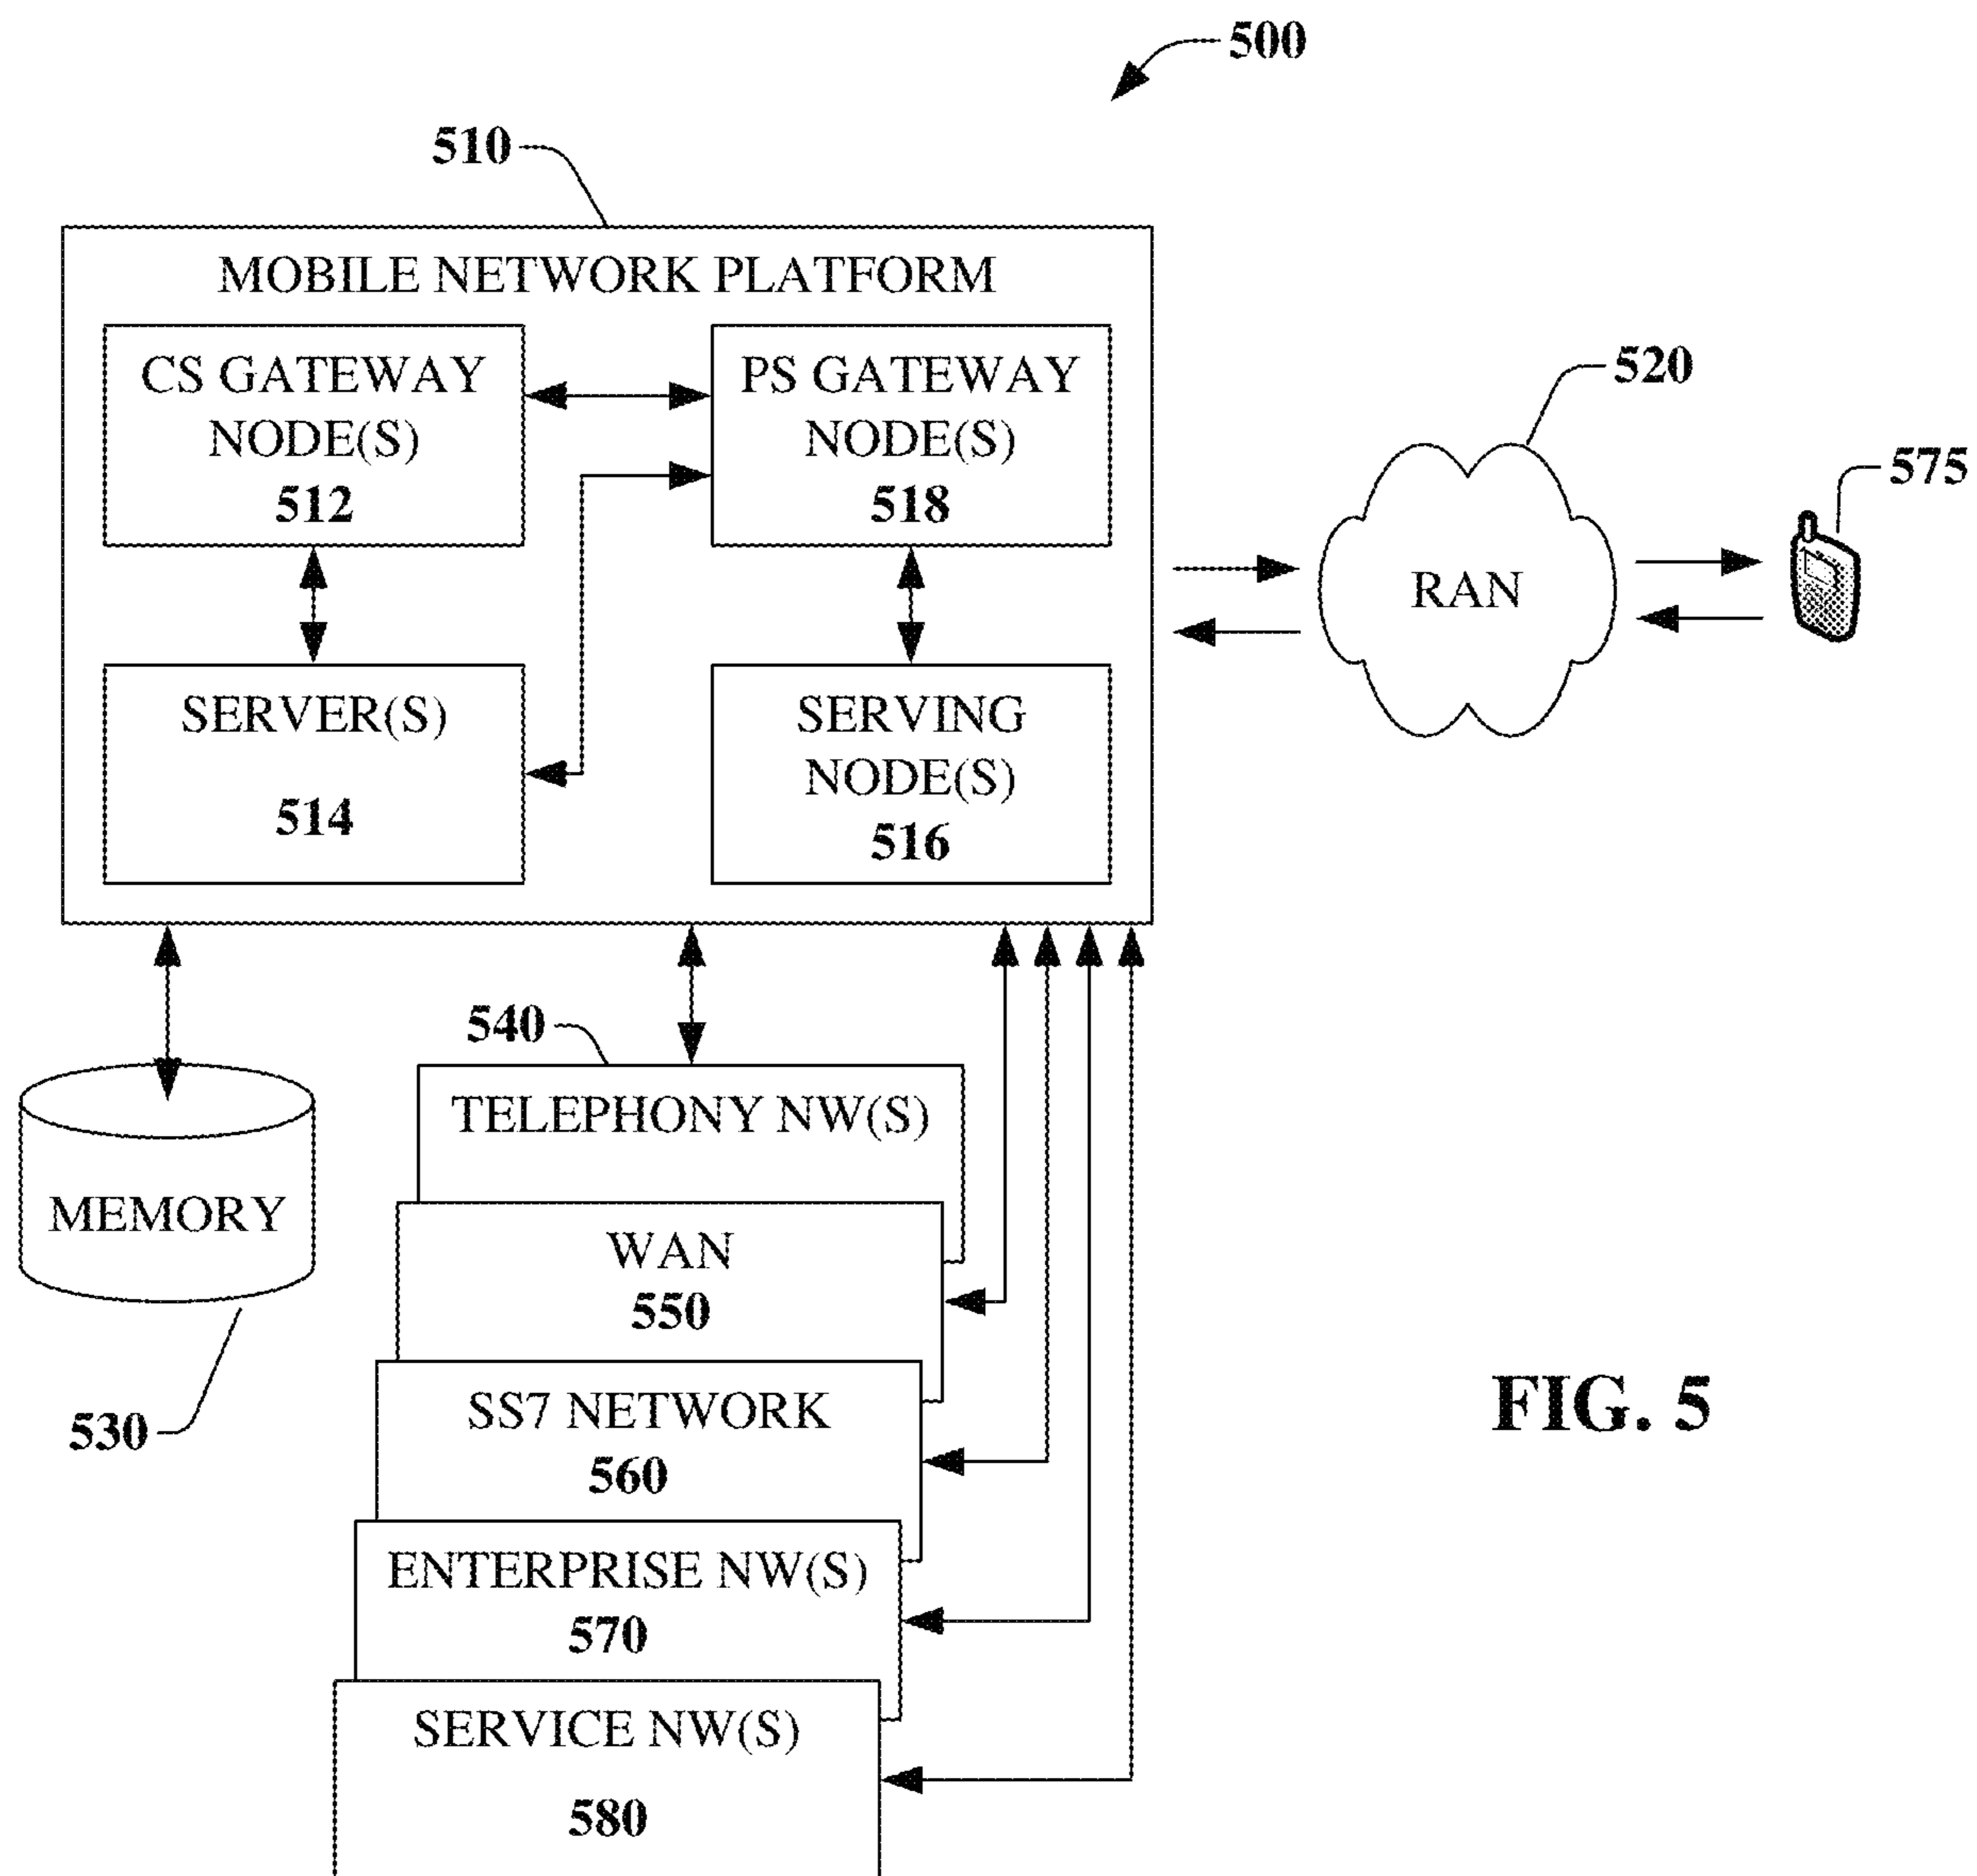 500
510
MOBILE NETWORK PLATFORM
CS GATEWAY
NODE(S)
512
PS GATEWAY
NODE(S)
518
520
575
RAN
SERVER(S)
514
SERVING
NODE(S)
516
540
TELEPHONY NW(S)
MEMORY
530
WAN
550
SS7 NETWORK
560
ENTERPRISE NW(S)
570
SERVICE NW(S)
580
FIG. 5